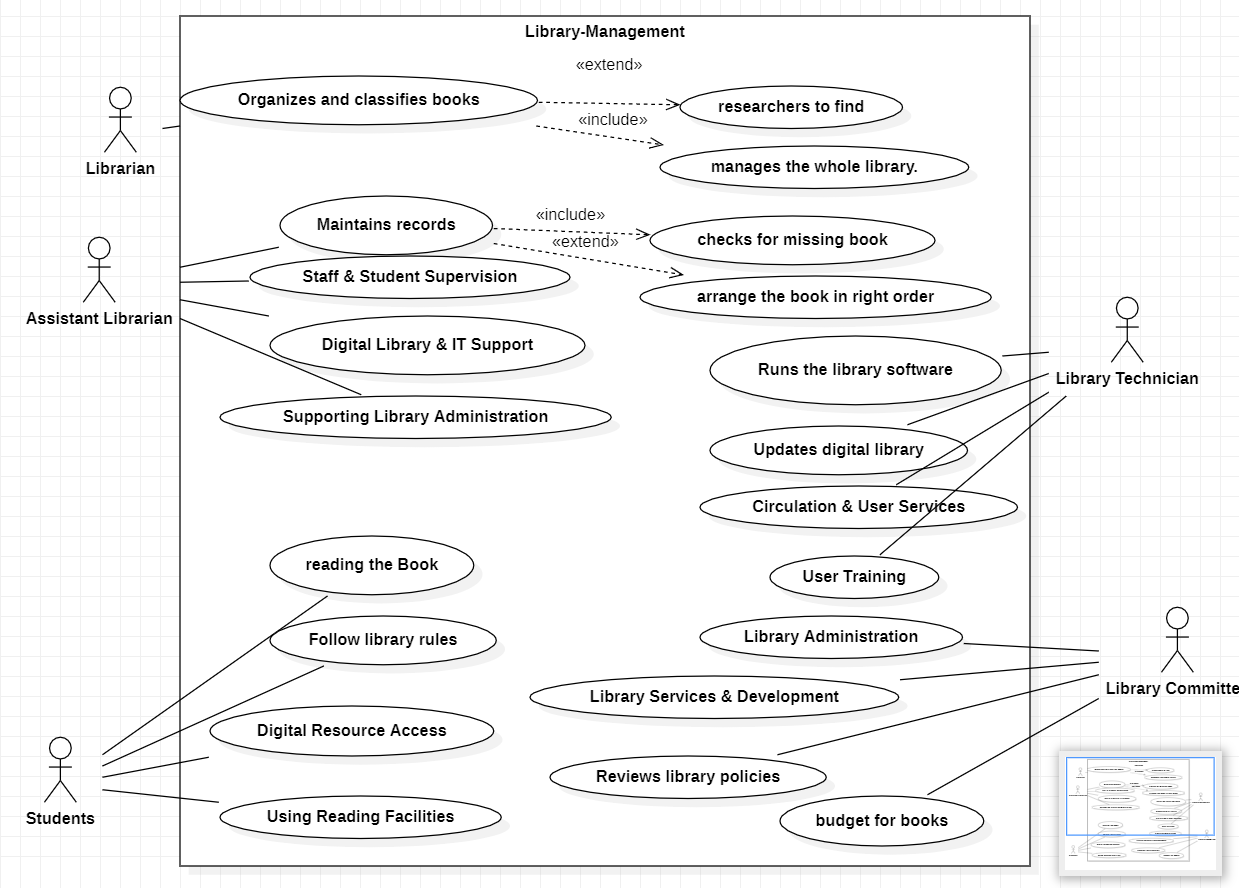 Library-Management
«extend»
Organizes and classifies books
researchers to find
«include»
Librarian
manages the whole library.
«include»
Maintains records
checks for missing book
«extend»
Staff & Student Supervision
arrange the book in right order
Assistant Librarian
Digital Library & IT Support
Runs the library software
Library Technician
Supporting Library Administration
Updates digital library
Circulation & User Services
reading the Book
User Training
Follow library rules
Library Administration
Library Services & Development
Library Committe
Digital Resource Access
Reviews library policies
Students
Using Reading Facilities
budget for books